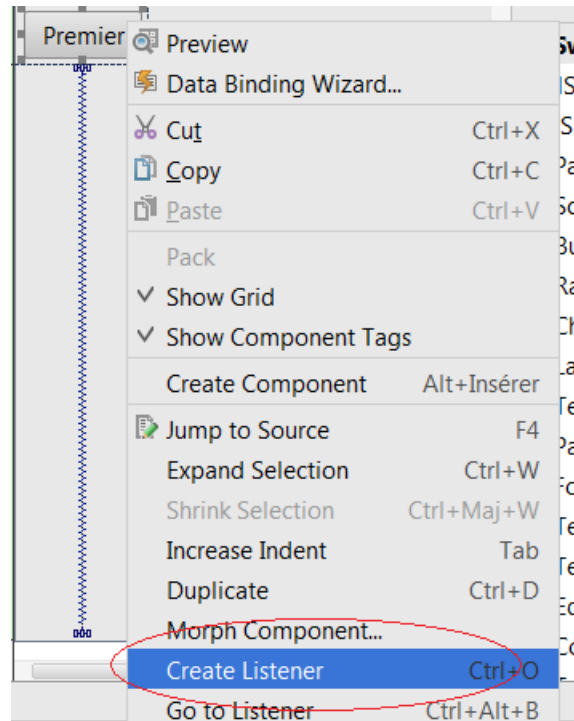 Premier
Preview
Data Binding Wizard...
Cut Ctrl+X
Copy Ctrl+C
Paste Ctrl+V
Pack
Show Grid
Show Component Tags
Create Component Alt+Insérer
Jump to Source F4
Expand Selection Ctrl+W
Shrink Selection Ctrl+Maj+W
Increase Indent Tab
Duplicate Ctrl+D
Morph Component...
Create Listener Ctrl+O
Go to Listener Ctrl+Alt+B